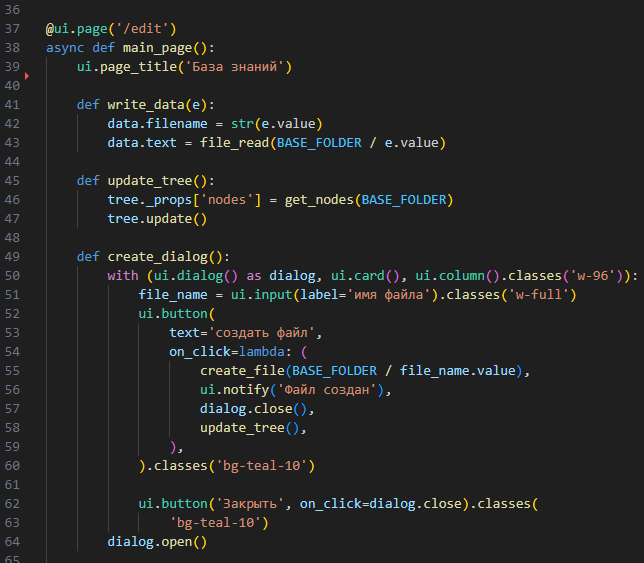 36
37 @ui.page('/edit')
38 async def main_page():
39     ui.page_title('База знаний')
40
41     def write_data(e):
42         data.filename = str(e.value)
43         data.text = file_read(BASE_FOLDER / e.value)
44
45     def update_tree():
46         tree._props['nodes'] = get_nodes(BASE_FOLDER)
47         tree.update()
48
49     def create_dialog():
50         with (ui.dialog() as dialog, ui.card(), ui.column().classes('w-96')):
51             file_name = ui.input(label='имя файла').classes('w-full')
52             ui.button(
53                 text='создать файл',
54                 on_click=lambda: (
55                     create_file(BASE_FOLDER / file_name.value),
56                     ui.notify('Файл создан'),
57                     dialog.close(),
58                     update_tree(),
59                 ),
60             ).classes('bg-teal-10')
61
62             ui.button('Закрыть', on_click=dialog.close).classes(
63                 'bg-teal-10')
64         dialog.open()
65